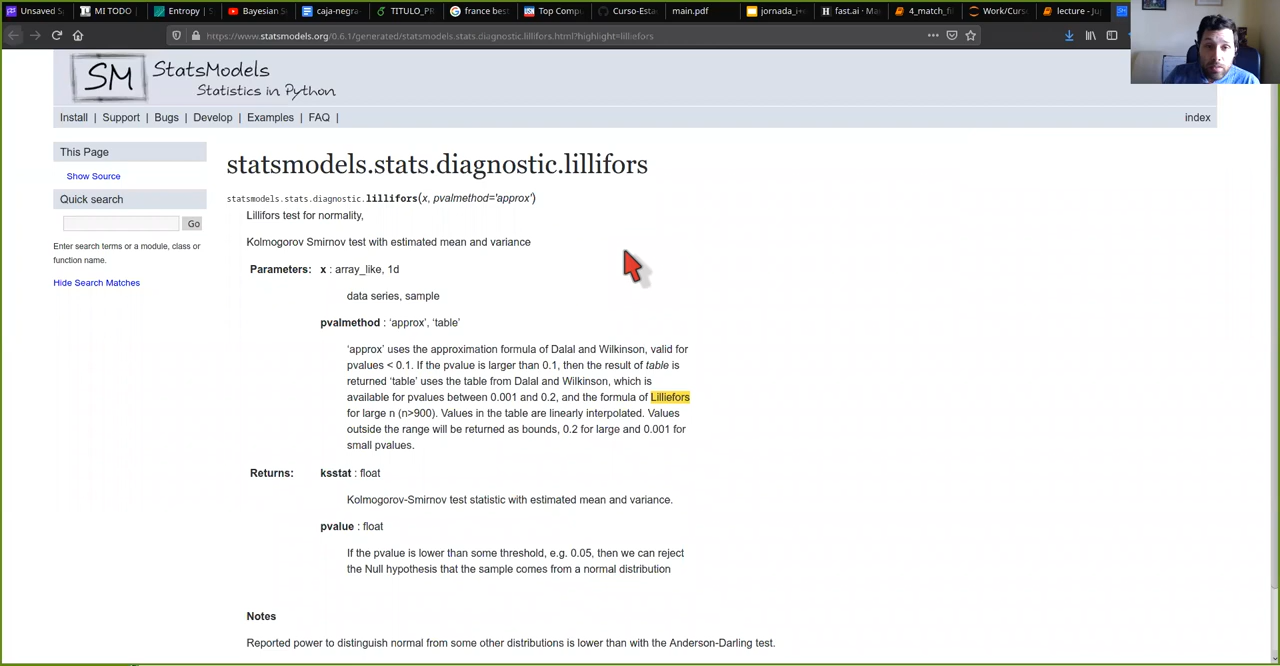 Unsaved
MI TODO
Entropy |
Bayesian
caja-negra
TITULO_PR
france bes
Top Comp
Curso-Esta
main.pdf
jornada_i+
fast.ai · Ma
4_match_fi
Work/Curs
lecture - Jup
https://www.statsmodels.org/0.6.1/generated/statsmodels.stats.diagnostic.lillifors.html?highlight=lilliefors
SM StatsModels
Statistics in Python
Install | Support | Bugs | Develop | Examples | FAQ |
index
This Page
Show Source
Quick search
Go
Enter search terms or a module, class or
function name.
Hide Search Matches
statsmodels.stats.diagnostic.lillifors
statsmodels.stats.diagnostic.lillifors(x, pvalmethod='approx')
Lillifors test for normality,
Kolmogorov Smirnov test with estimated mean and variance
Parameters: x : array_like, 1d
data series, sample
pvalmethod : ‘approx’, ‘table’
‘approx’ uses the approximation formula of Dalal and Wilkinson, valid for
pvalues < 0.1. If the pvalue is larger than 0.1, then the result of table is
returned ‘table’ uses the table from Dalal and Wilkinson, which is
available for pvalues between 0.001 and 0.2, and the formula of Lilliefors
for large n (n>900). Values in the table are linearly interpolated. Values
outside the range will be returned as bounds, 0.2 for large and 0.001 for
small pvalues.
Returns: ksstat : float
Kolmogorov-Smirnov test statistic with estimated mean and variance.
pvalue : float
If the pvalue is lower than some threshold, e.g. 0.05, then we can reject
the Null hypothesis that the sample comes from a normal distribution
Notes
Reported power to distinguish normal from some other distributions is lower than with the Anderson-Darling test.